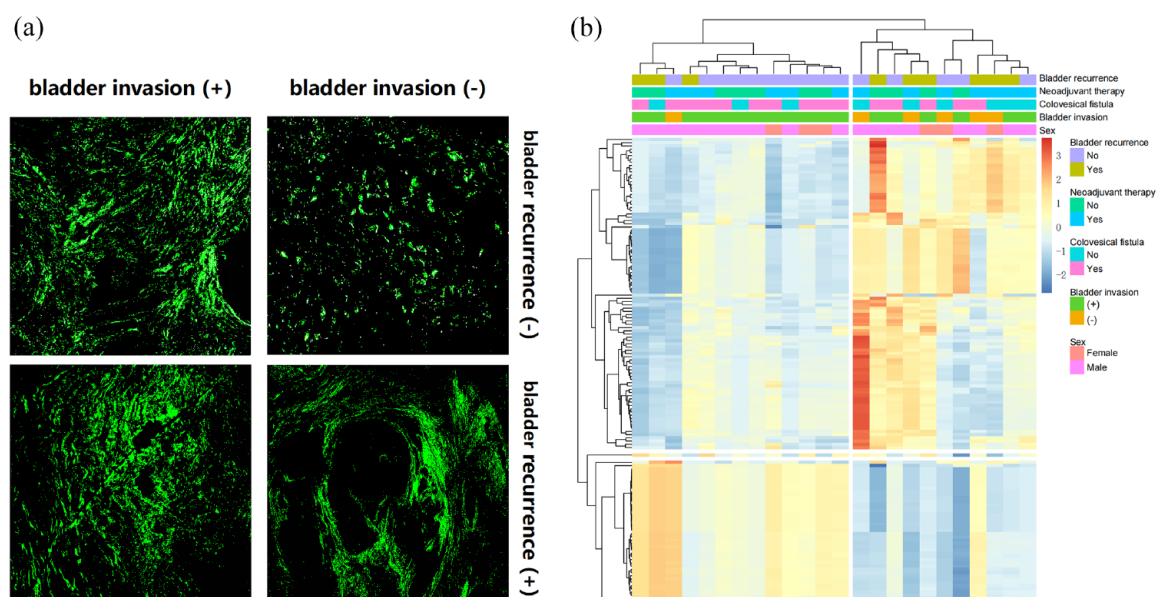 (a)
bladder invasion (+)
bladder invasion (-)
bladder recurrence (-)
bladder recurrence (+)
(b)
Bladder recurrence
Neoadjuvant therapy
Colovesical fistula
Bladder invasion
Sex
3
2
1
0
-1
-2
Bladder recurrence
No
Yes
Neoadjuvant therapy
No
Yes
Colovesical fistula
No
Yes
Bladder invasion
(+)
(-)
Sex
Female
Male